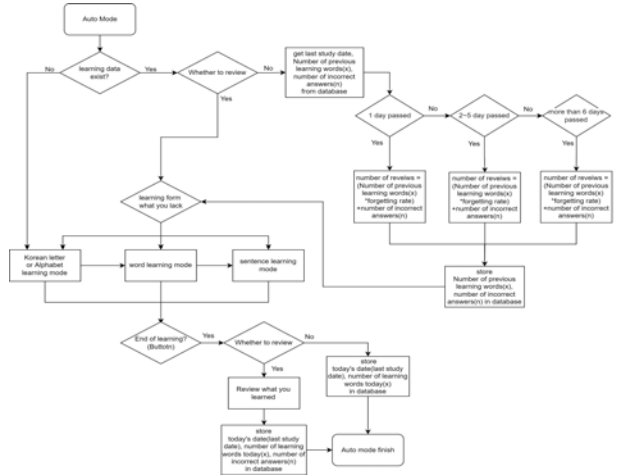 Auto Mode
learning data
exist?
No
Yes
Whether to review
No
Yes
get last study date,
Number of previous
learning words(x),
number of incorrect
answers(n)
from database
1 day passed
No
2~5 day passed
No
more than 6 days
passed
Yes
Yes
Yes
number of reveiws =
(Number of previous
learning words(x)
*forgetting rate)
+number of incorrect
answers(n)
number of reveiws =
(Number of previous
learning words(x)
*forgetting rate)
+number of incorrect
answers(n)
number of reveiws =
(Number of previous
learning words(x)
*forgetting rate)
+number of incorrect
answers(n)
learning form
what you lack
Korean letter
or Alphabet
learning mode
word learning mode
sentence learning
mode
store
Number of previous
learning words(x),
number of incorrect
answers(n) in database
End of learning?
(Buttotn)
Yes
Whether to review
No
Yes
store
today's date(last study
date), number of learning
words today(x)
in database
Review what you
learned
store
today's date(last study
date), number of learning
words today(x), number of
incorrect answers(n)
in database
Auto mode finish